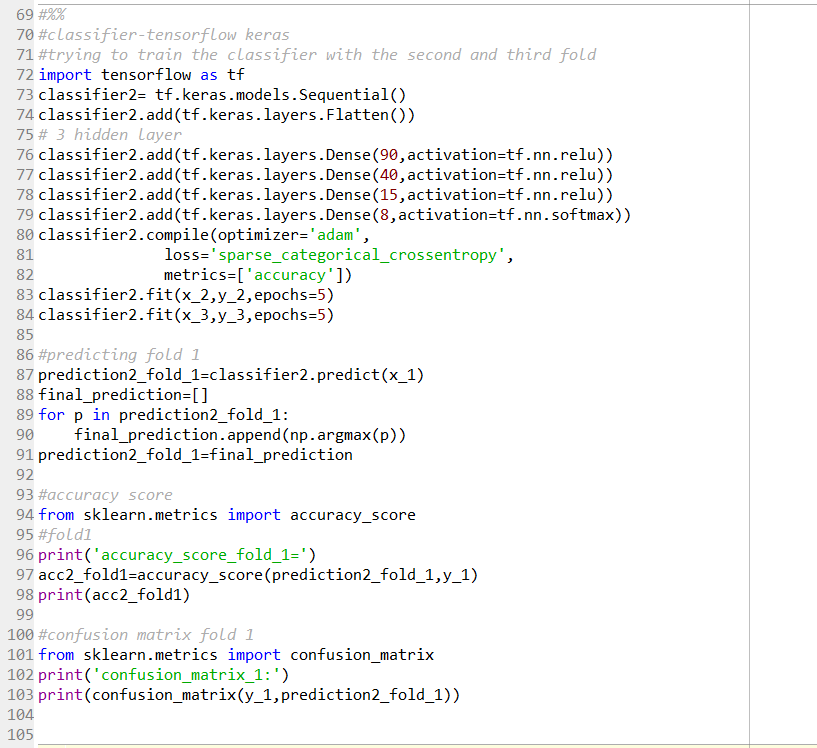 69 #%%
70 #classifier-tensorflow keras
71 #trying to train the classifier with the second and third fold
72 import tensorflow as tf
73 classifier2= tf.keras.models.Sequential()
74 classifier2.add(tf.keras.layers.Flatten())
75 # 3 hidden layer
76 classifier2.add(tf.keras.layers.Dense(90,activation=tf.nn.relu))
77 classifier2.add(tf.keras.layers.Dense(40,activation=tf.nn.relu))
78 classifier2.add(tf.keras.layers.Dense(15,activation=tf.nn.relu))
79 classifier2.add(tf.keras.layers.Dense(8,activation=tf.nn.softmax))
80 classifier2.compile(optimizer='adam',
81               loss='sparse_categorical_crossentropy',
82               metrics=['accuracy'])
83 classifier2.fit(x_2,y_2,epochs=5)
84 classifier2.fit(x_3,y_3,epochs=5)
85
86 #predicting fold 1
87 prediction2_fold_1=classifier2.predict(x_1)
88 final_prediction=[]
89 for p in prediction2_fold_1:
90     final_prediction.append(np.argmax(p))
91 prediction2_fold_1=final_prediction
92
93 #accuracy score
94 from sklearn.metrics import accuracy_score
95 #fold1
96 print('accuracy_score_fold_1=')
97 acc2_fold1=accuracy_score(prediction2_fold_1,y_1)
98 print(acc2_fold1)
99
100 #confusion matrix fold 1
101 from sklearn.metrics import confusion_matrix
102 print('confusion_matrix_1:')
103 print(confusion_matrix(y_1,prediction2_fold_1))
104
105